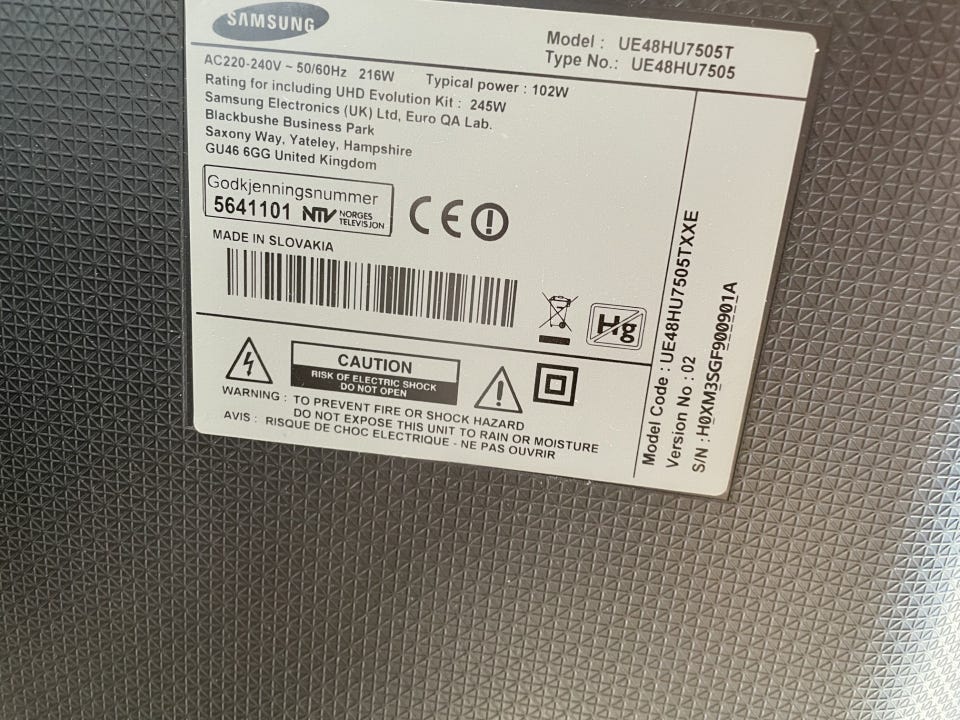 SAMSUNG
Model : UE48HU7505T
Type No.: UE48HU7505
AC220-240V ~ 50/60Hz 216W Typical power : 102W
Rating for including UHD Evolution Kit : 245W
Samsung Electronics (UK) Ltd, Euro QA Lab.
Blackbushe Business Park
Saxony Way, Yateley, Hampshire
GU46 6GG United Kingdom
Godkjenningsnummer
5641101 NTV NORGES
TELEVISJON
CE
MADE IN SLOVAKIA
Hg
CAUTION
RISK OF ELECTRIC SHOCK
DO NOT OPEN
WARNING : TO PREVENT FIRE OR SHOCK HAZARD
DO NOT EXPOSE THIS UNIT TO RAIN OR MOISTURE
AVIS : RISQUE DE CHOC ELECTRIQUE - NE PAS OUVRIR
Model Code : UE48HU7505TXXE
Version No : 02
S/N : H0XM3SGF900901A